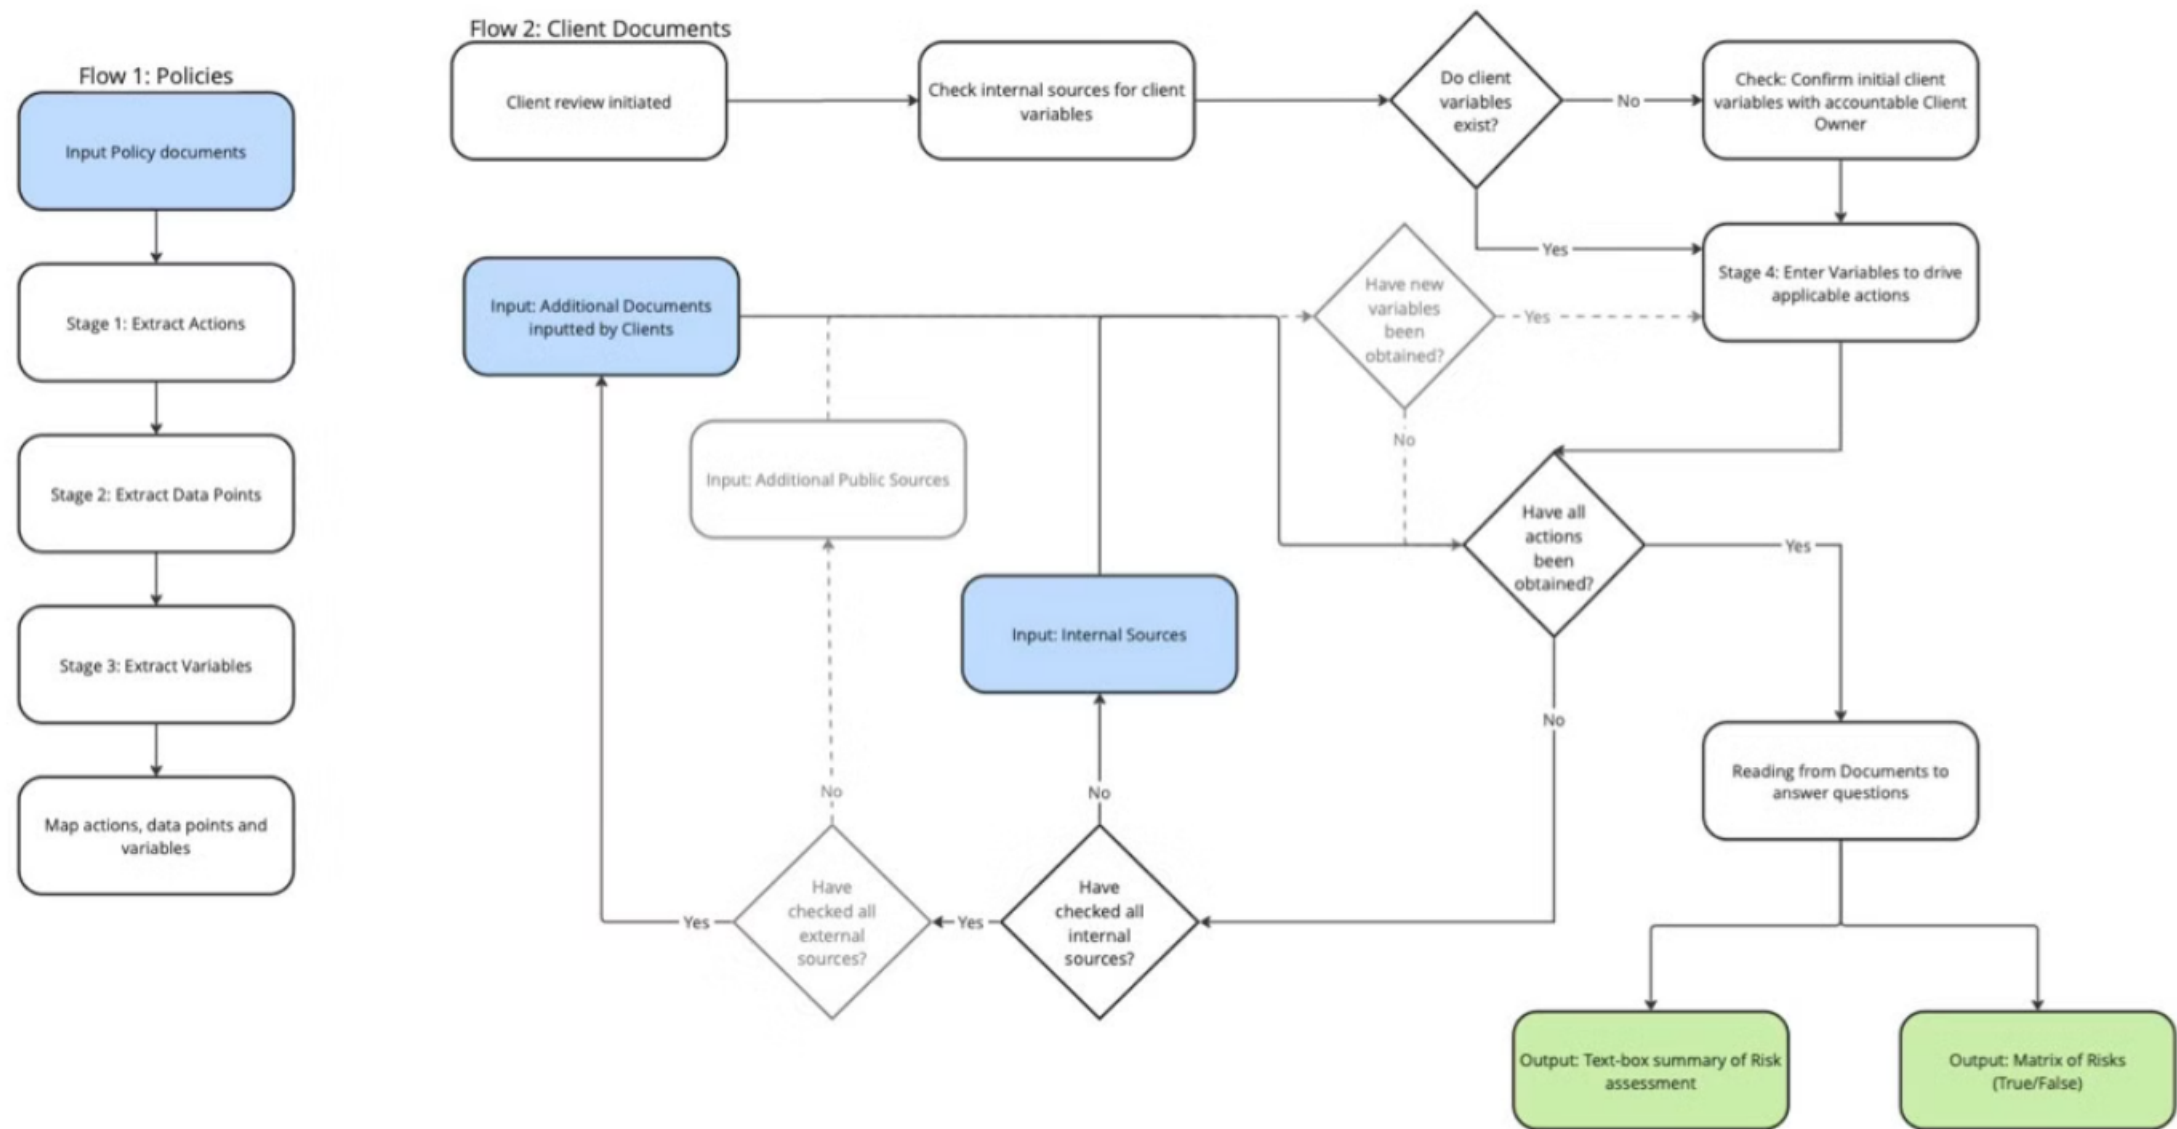 Flow 1: Policies
Input Policy documents
Stage 1: Extract Actions
Stage 2: Extract Data Points
Stage 3: Extract Variables
Map actions, data points and
variables
Flow 2: Client Documents
Client review initiated
Check internal sources for client
variables
Do client
variables
exist?
No
Check: Confirm initial client
variables with accountable Client
Owner
Yes
Stage 4: Enter Variables to drive
applicable actions
Input: Additional Documents
inputted by Clients
Have new
variables
been
obtained?
Yes
No
Input: Additional Public Sources
Have all
actions
been
obtained?
Yes
No
Input: Internal Sources
Reading from Documents to
answer questions
No
No
Have
checked all
external
sources?
Yes
Have
checked all
internal
sources?
Yes
Output: Text-box summary of Risk
assessment
Output: Matrix of Risks
(True/False)